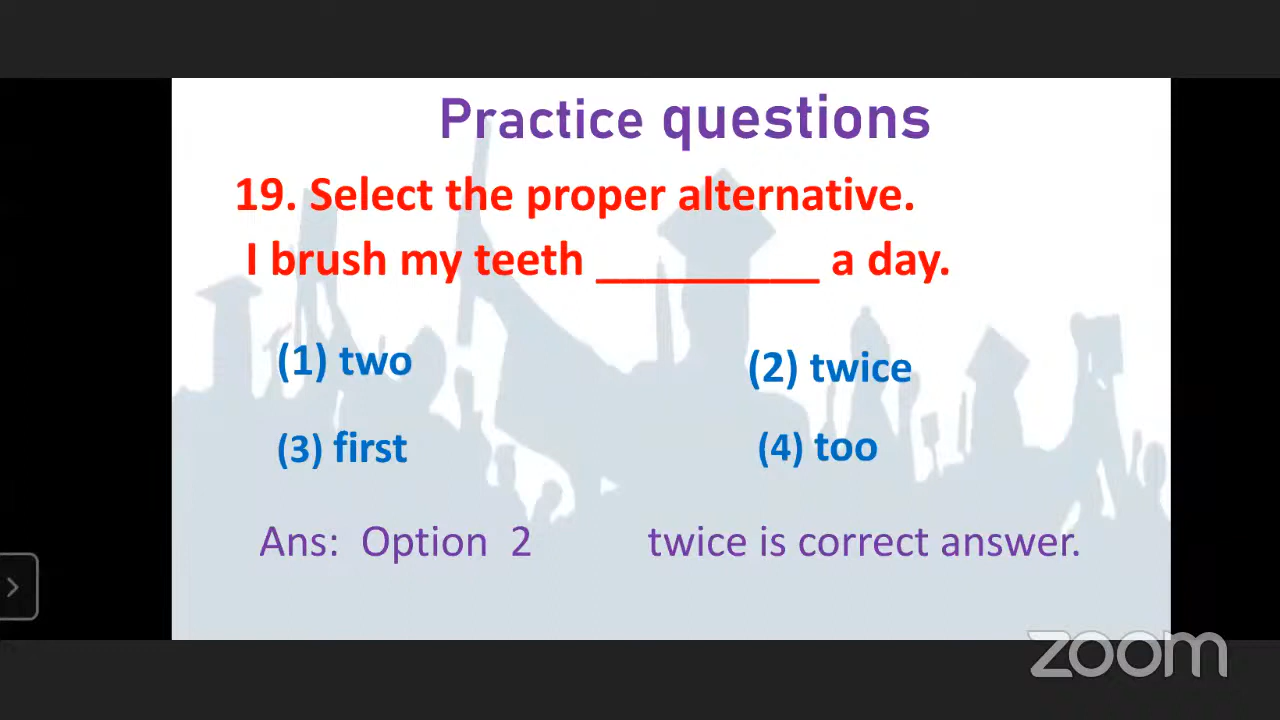 Practice questions
19. Select the proper alternative.
I brush my teeth _________ a day.
(1) two (2) twice
(3) first (4) too
Ans: Option 2 twice is correct answer.
zoom